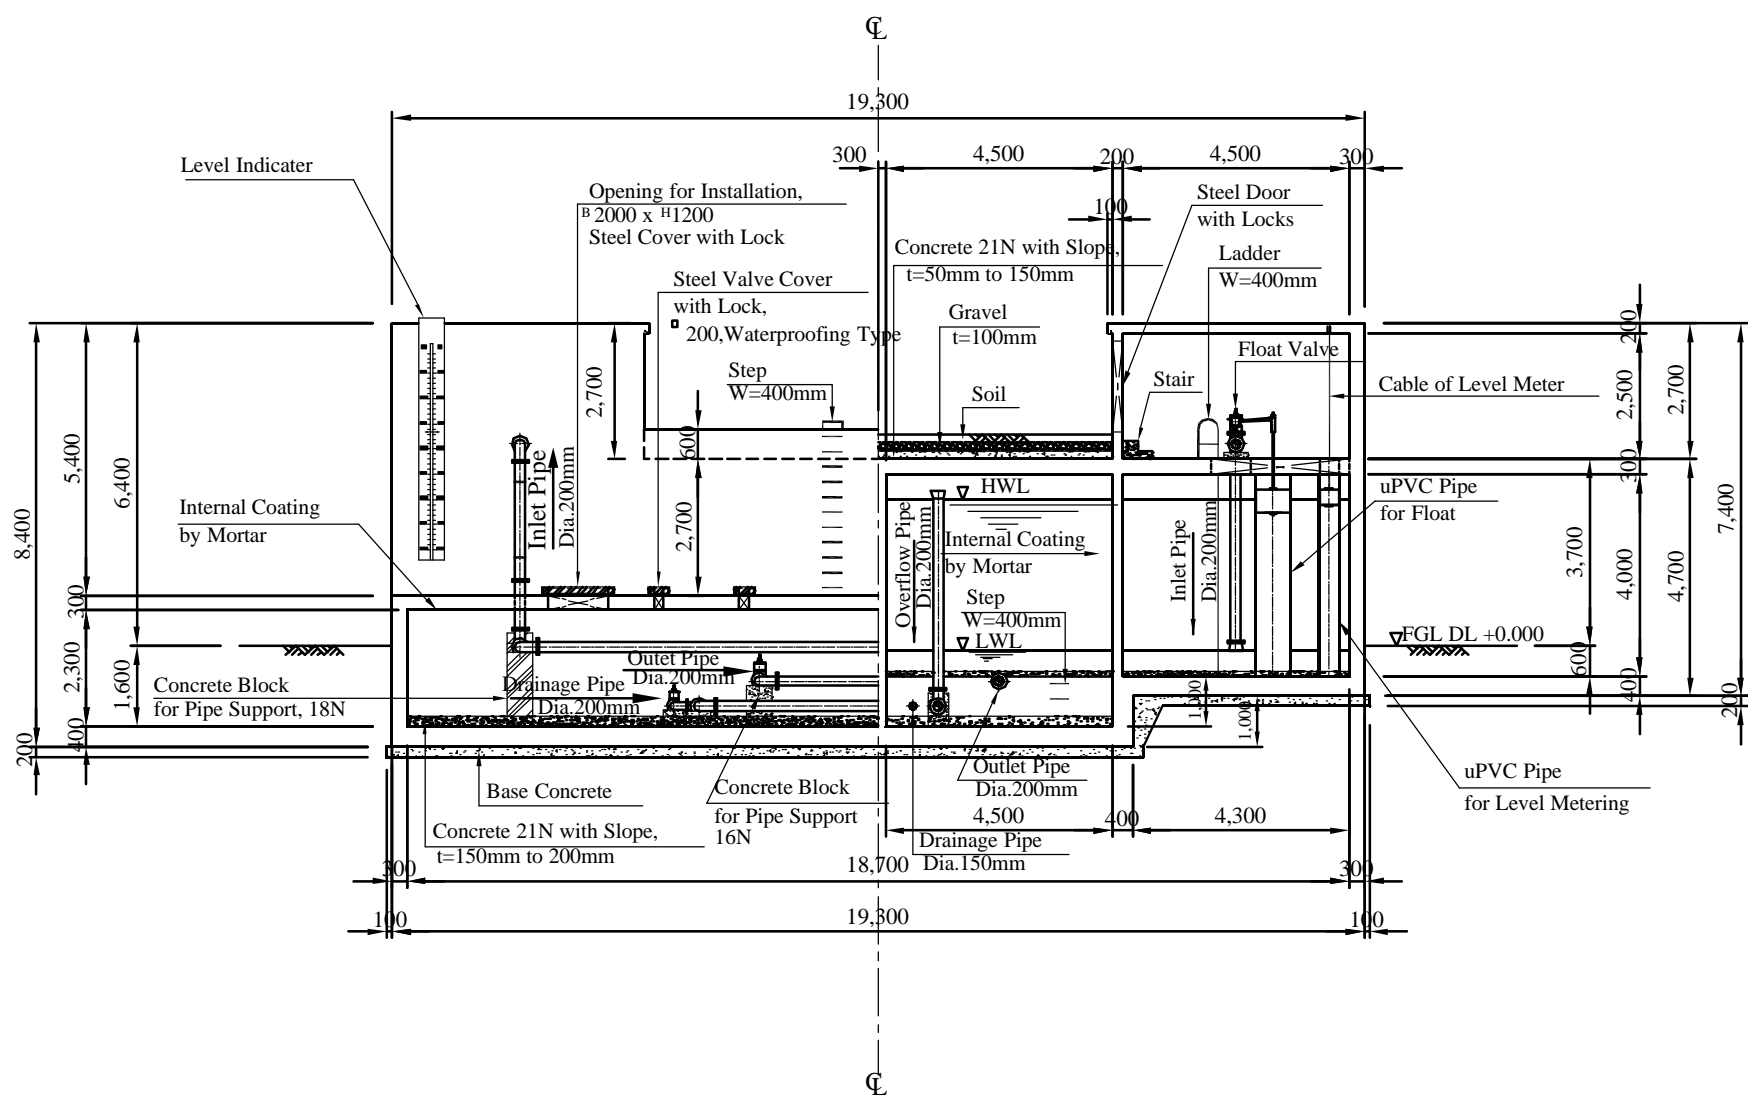 ℄
19,300
300
4,500
200
4,500
300
Level Indicater
Opening for Installation,
B 2000 x H1200
Steel Cover with Lock
100
Steel Door
with Locks
Concrete 21N with Slope,
t=50mm to 150mm
Ladder
W=400mm
Steel Valve Cover
with Lock,
200,Waterproofing Type
Gravel
t=100mm
Float Valve
Step
W=400mm
Soil
Stair
Cable of Level Meter
8,400
5,400
6,400
2,700
600
2,700
200
2,500
2,700
7,400
300
Inlet Pipe
Dia.200mm
HWL
Overflow Pipe
Dia.200mm
Internal Coating
by Mortar
Inlet Pipe
Dia.200mm
uPVC Pipe
for Float
3,700
4,000
4,700
Internal Coating
by Mortar
Step
W=400mm
LWL
FGL DL +0.000
300
2,300
1,600
Outet Pipe
Dia.200mm
Drainage Pipe
Dia.200mm
Concrete Block
for Pipe Support, 18N
600
400
200
1,000
1,000
400
200
Base Concrete
Concrete Block
for Pipe Support
16N
Outlet Pipe
Dia.200mm
uPVC Pipe
for Level Metering
4,500
400
4,300
Concrete 21N with Slope,
t=150mm to 200mm
Drainage Pipe
Dia.150mm
300
18,700
300
100
19,300
100
℄